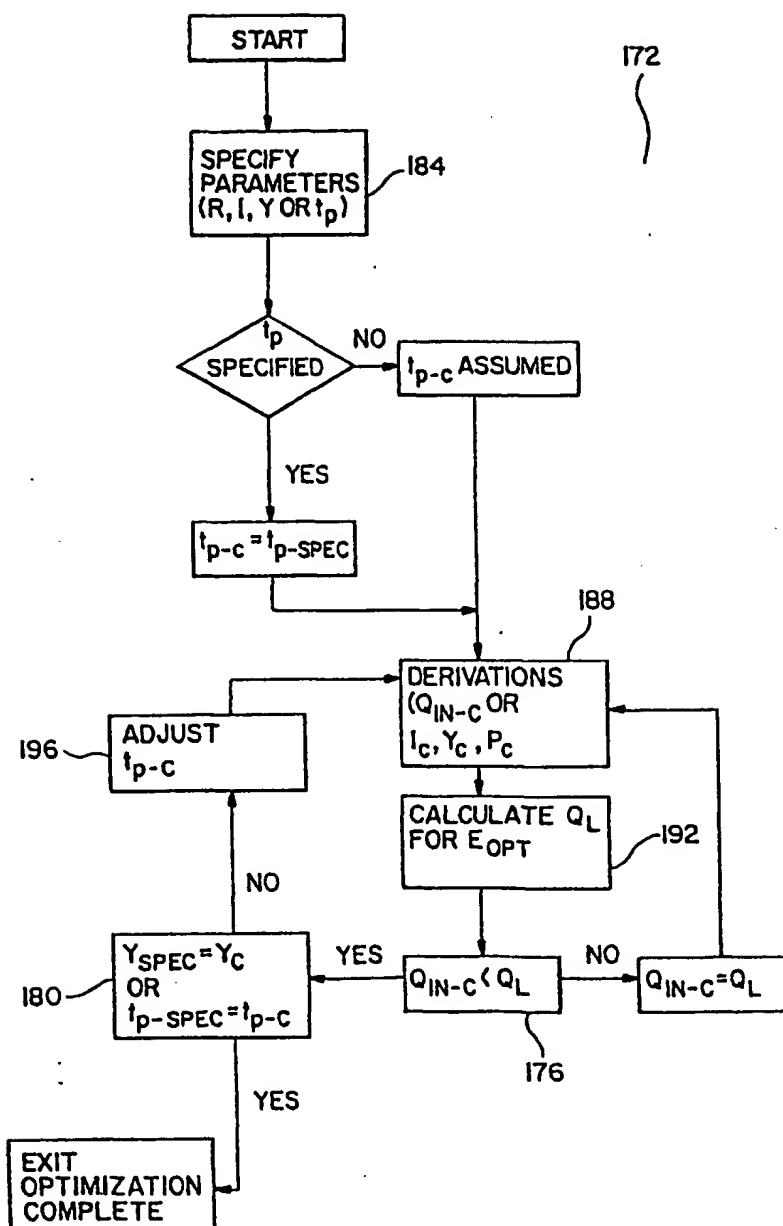 START
172
SPECIFY
PARAMETERS
(R, I, Y OR tp)
184
tp
SPECIFIED
NO
tp-c ASSUMED
YES
tp-c = tp-SPEC
188
DERIVATIONS
(QIN-C OR
IC, YC, PC
ADJUST
tp-c
196
CALCULATE QL
FOR EOPT
192
NO
YSPEC=YC
OR
tp-SPEC=tp-c
180
YES
QIN-C<QL
NO
QIN-C=QL
176
YES
EXIT
OPTIMIZATION
COMPLETE